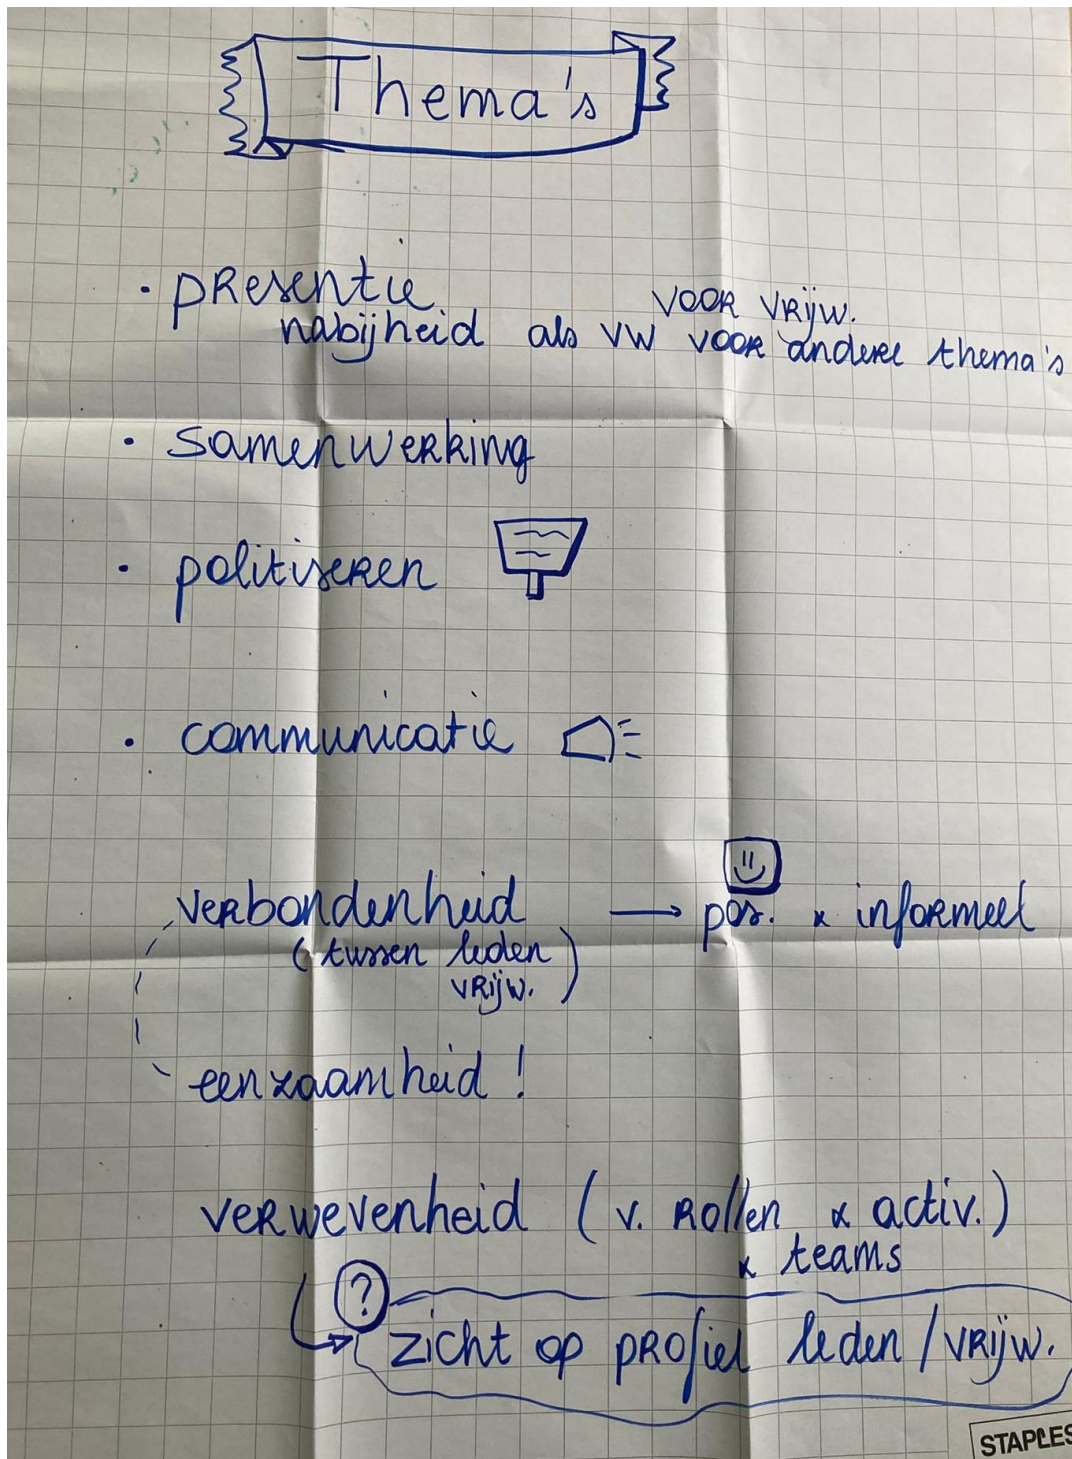 Thema's
• presentie
voor vrijw.
nabijheid als vw voor andere thema's
• samenwerking
• politiseren
• communicatie
verbondenheid → pos. & informeel
(tussen leden
vrijw.)
eenzaamheid!
verwevenheid (v. rollen & activ.)
& teams
?
zicht op profiel leden / vrijw.
STAPLES